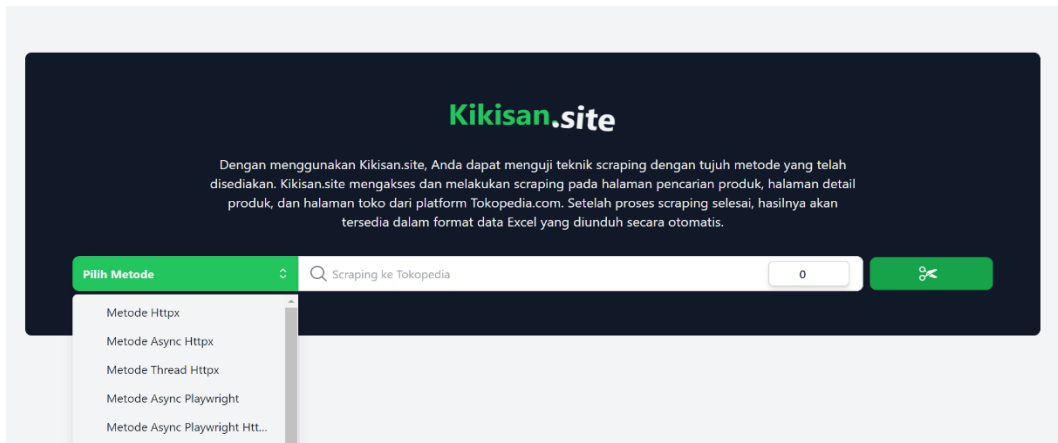 Kikisan.site
Dengan menggunakan Kikisan.site, Anda dapat menguji teknik scraping dengan tujuh metode yang telah
disediakan. Kikisan.site mengakses dan melakukan scraping pada halaman pencarian produk, halaman detail
produk, dan halaman toko dari platform Tokopedia.com. Setelah proses scraping selesai, hasilnya akan
tersedia dalam format data Excel yang diunduh secara otomatis.
Pilih Metode
Scraping ke Tokopedia
0
Metode Httpx
Metode Async Httpx
Metode Thread Httpx
Metode Async Playwright
Metode Async Playwright Htt...